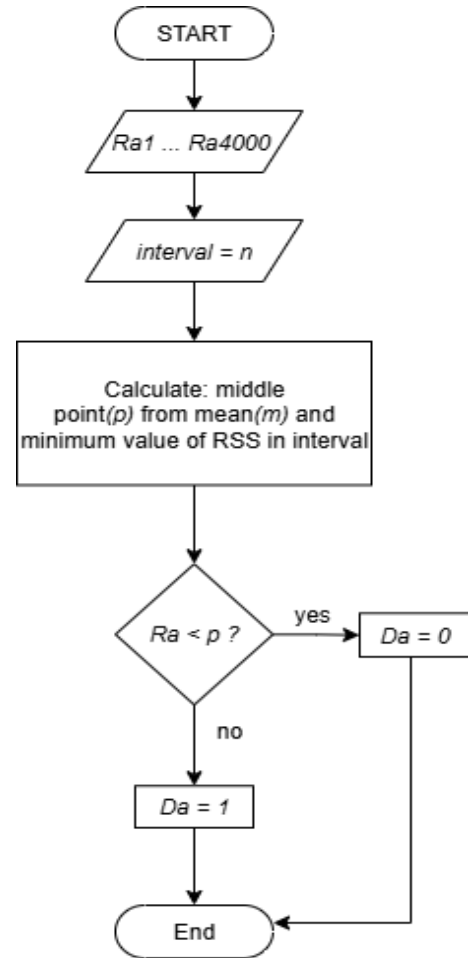 START
Ra1 ... Ra4000
interval = n
Calculate: middle
point(p) from mean(m) and
minimum value of RSS in interval
Ra < p ?
yes
Da = 0
no
Da = 1
End